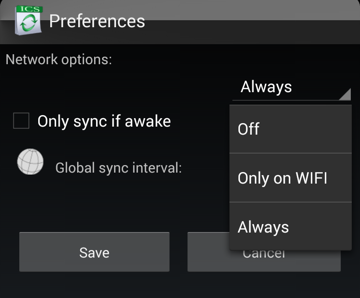 ICS
Preferences
Network options:
Always
Only sync if awake
Off
Global sync interval:
Only on WIFI
Always
Save
Cancel